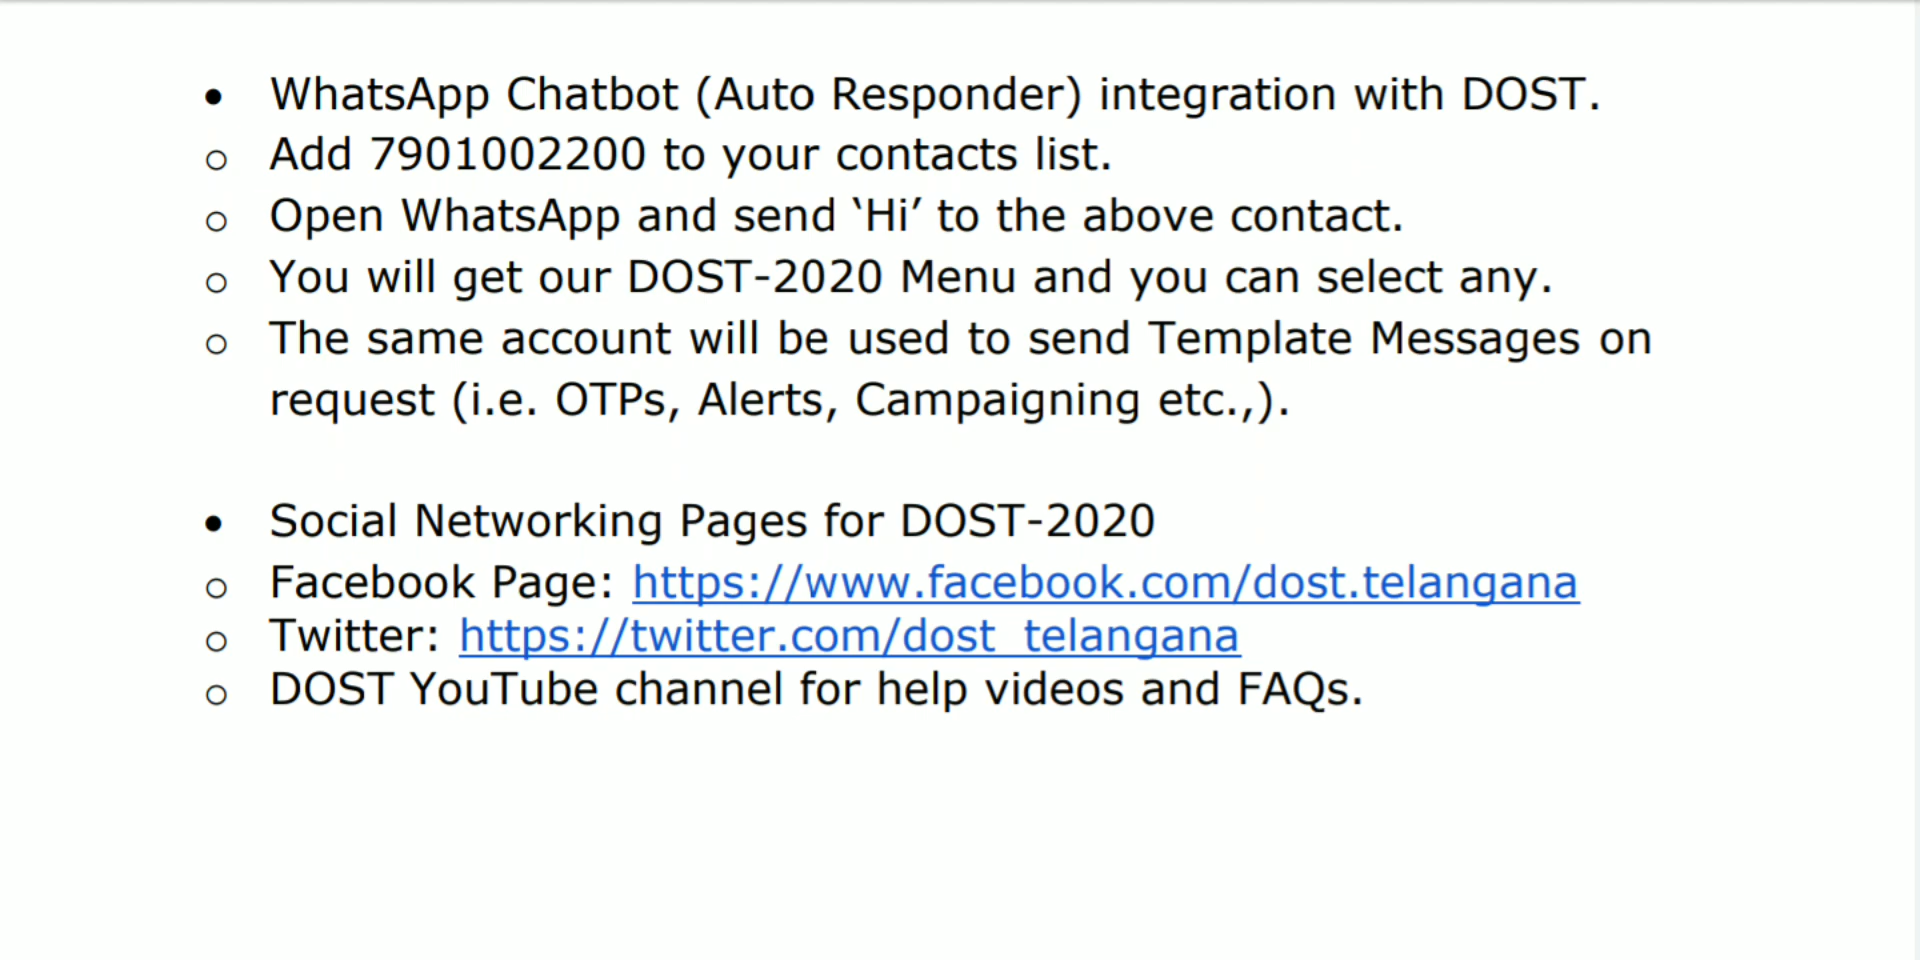 • WhatsApp Chatbot (Auto Responder) integration with DOST.
o Add 7901002200 to your contacts list.
o Open WhatsApp and send ‘Hi’ to the above contact.
o You will get our DOST-2020 Menu and you can select any.
o The same account will be used to send Template Messages on
request (i.e. OTPs, Alerts, Campaigning etc.,).
• Social Networking Pages for DOST-2020
o Facebook Page: https://www.facebook.com/dost.telangana
o Twitter: https://twitter.com/dost_telangana
o DOST YouTube channel for help videos and FAQs.